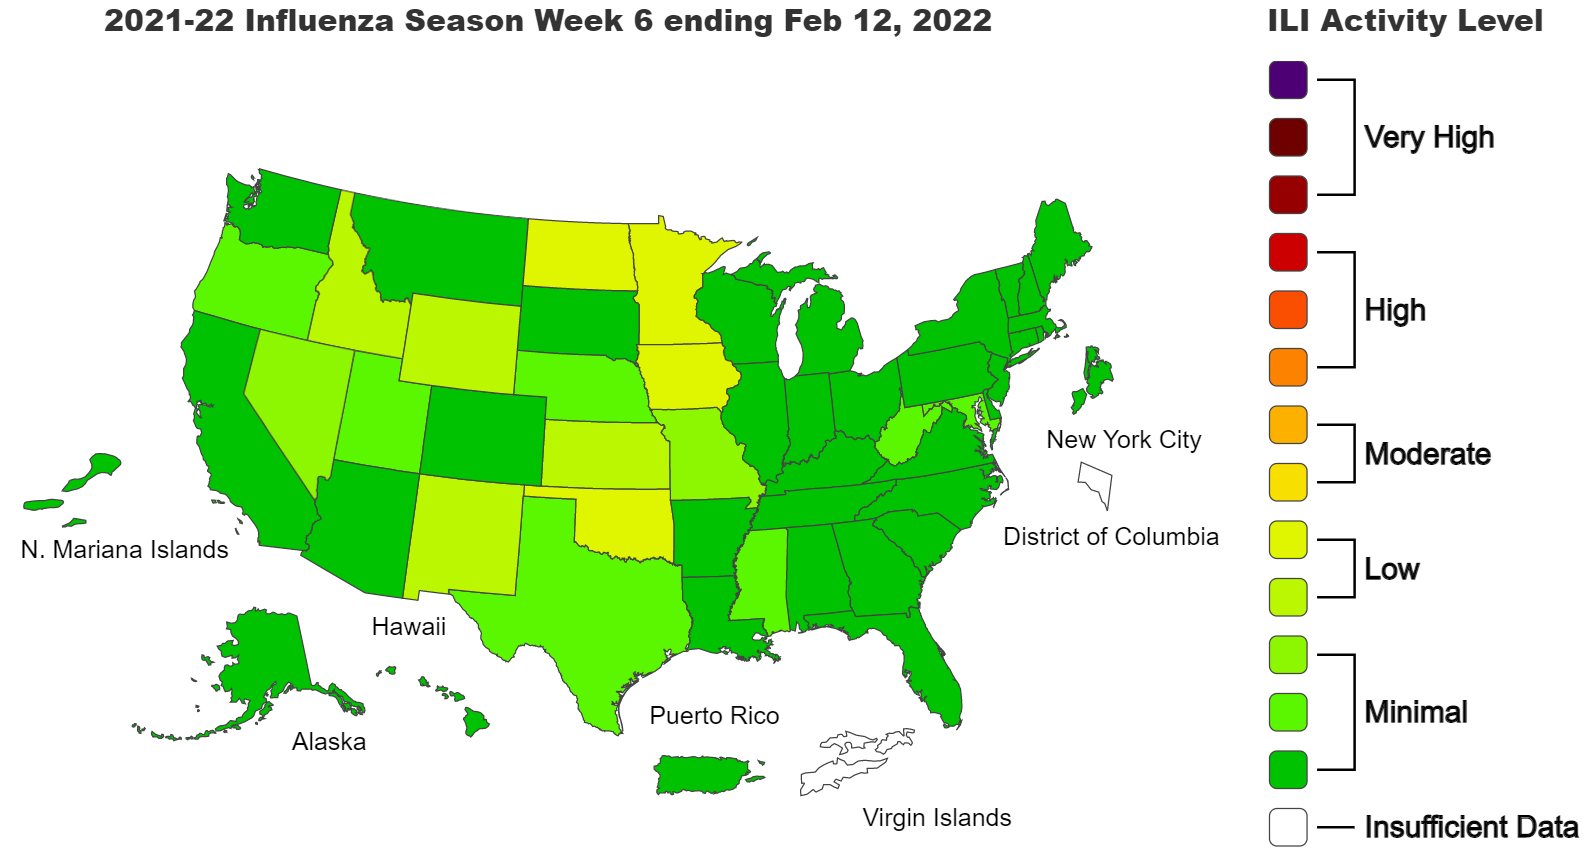 2021-22 Influenza Season Week 6 ending Feb 12, 2022
ILI Activity Level
Very High
High
Moderate
Low
Minimal
Insufficient Data
New York City
District of Columbia
N. Mariana Islands
Hawaii
Alaska
Puerto Rico
Virgin Islands